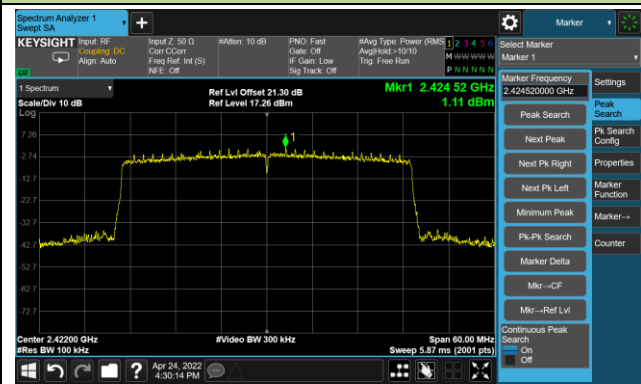 Spectrum Analyzer 1
Swept SA
+
Marker
KEYSIGHT
Input: RF
Coupling: DC
Align: Auto
Input Z: 50 Ω
Corr CCorr
Freq Ref: Int (S)
NFE: Off
#Atten: 10 dB
PNO: Fast
Gate: Off
IF Gain: Low
Sig Track: Off
#Avg Type: Power (RMS
Avg|Hold:>10/10
Trig: Free Run
1 2 3 4 5 6
M W W W W W
P N N N N N
LVI
Select Marker
Marker 1
1 Spectrum
Scale/Div 10 dB
Log
Ref Lvl Offset 21.30 dB
Ref Level 17.26 dBm
Mkr1 2.424 52 GHz
1.11 dBm
7.26
-2.74
-12.7
-22.7
-32.7
-42.7
-52.7
-62.7
-72.7
1
Center 2.42200 GHz
#Res BW 100 kHz
#Video BW 300 kHz
Span 60.00 MHz
Sweep 5.87 ms (2001 pts)
Marker Frequency
2.424520000 GHz
Peak Search
Next Peak
Next Pk Right
Next Pk Left
Minimum Peak
Pk-Pk Search
Marker Delta
Mkr→CF
Mkr→Ref Lvl
Continuous Peak
Search
On
Off
Settings
Peak
Search
Pk Search
Config
Properties
Marker
Function
Marker→
Counter
?
Apr 24, 2022
4:30:14 PM